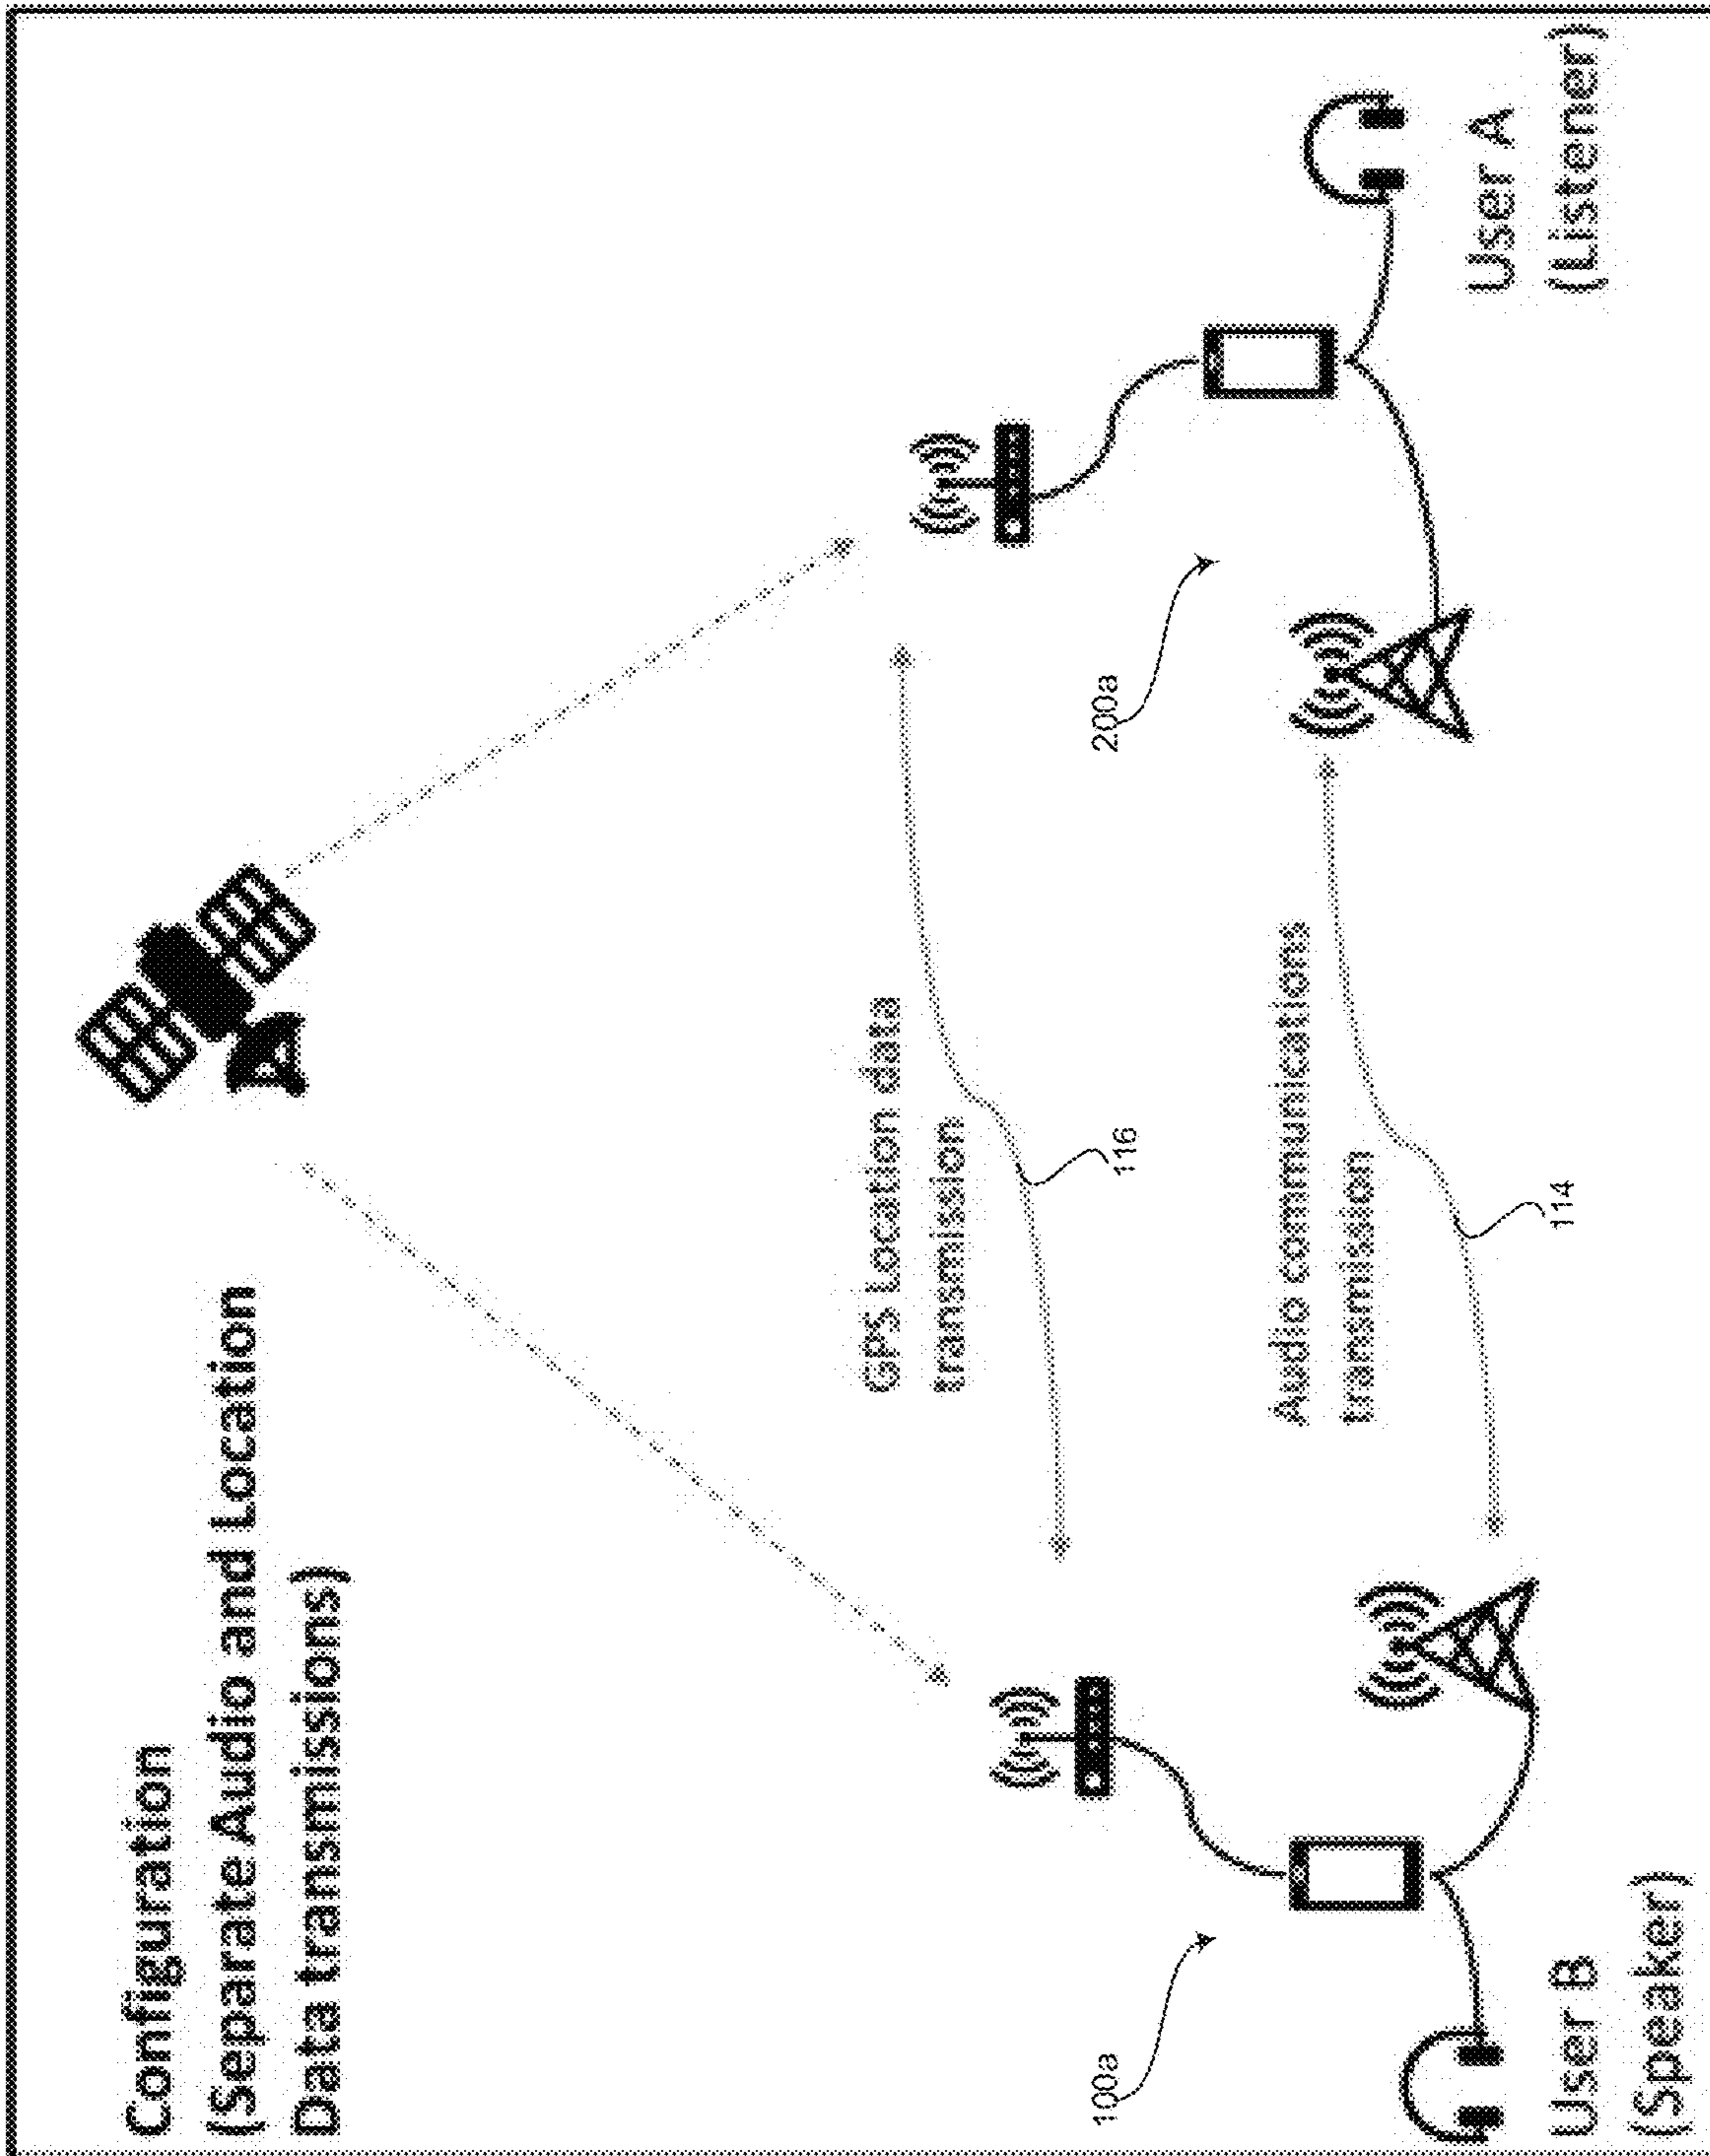 Configuration
(Separate Audio and Location
Data transmissions)
GPS Location data
transmission
116
200a
Audio communications
transmission
114
100a
User B
(Speaker)
User A
(Listener)